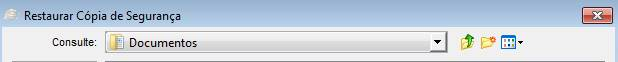 Restaurar Cópia de Segurança
Consulte: Documentos